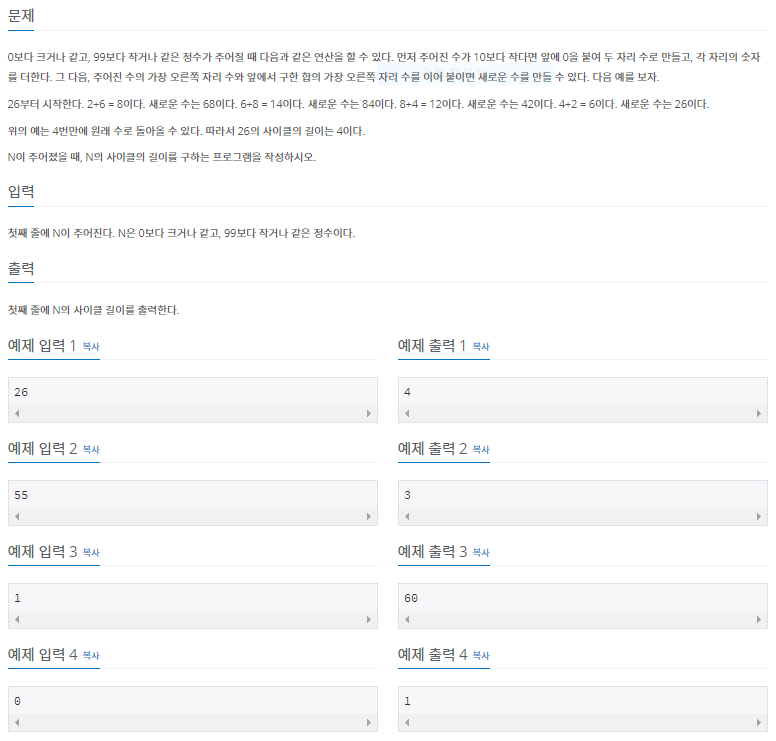 문제
0보다 크거나 같고, 99보다 작거나 같은 정수가 주어질 때 다음과 같은 연산을 할 수 있다. 먼저 주어진 수가 10보다 작다면 앞에 0을 붙여 두 자리 수로 만들고, 각 자리의 숫자
를 더한다. 그 다음, 주어진 수의 가장 오른쪽 자리 수와 앞에서 구한 합의 가장 오른쪽 자리 수를 이어 붙이면 새로운 수를 만들 수 있다. 다음 예를 보자.
26부터 시작한다. 2+6 = 8이다. 새로운 수는 68이다. 6+8 = 14이다. 새로운 수는 84이다. 8+4 = 12이다. 새로운 수는 42이다. 4+2 = 6이다. 새로운 수는 26이다.
위의 예는 4번만에 원래 수로 돌아올 수 있다. 따라서 26의 사이클의 길이는 4이다.
N이 주어졌을 때, N의 사이클의 길이를 구하는 프로그램을 작성하시오.
입력
첫째 줄에 N이 주어진다. N은 0보다 크거나 같고, 99보다 작거나 같은 정수이다.
출력
첫째 줄에 N의 사이클 길이를 출력한다.
예제 입력 1 복사
26
예제 출력 1 복사
4
예제 입력 2 복사
55
예제 출력 2 복사
3
예제 입력 3 복사
1
예제 출력 3 복사
60
예제 입력 4 복사
0
예제 출력 4 복사
1